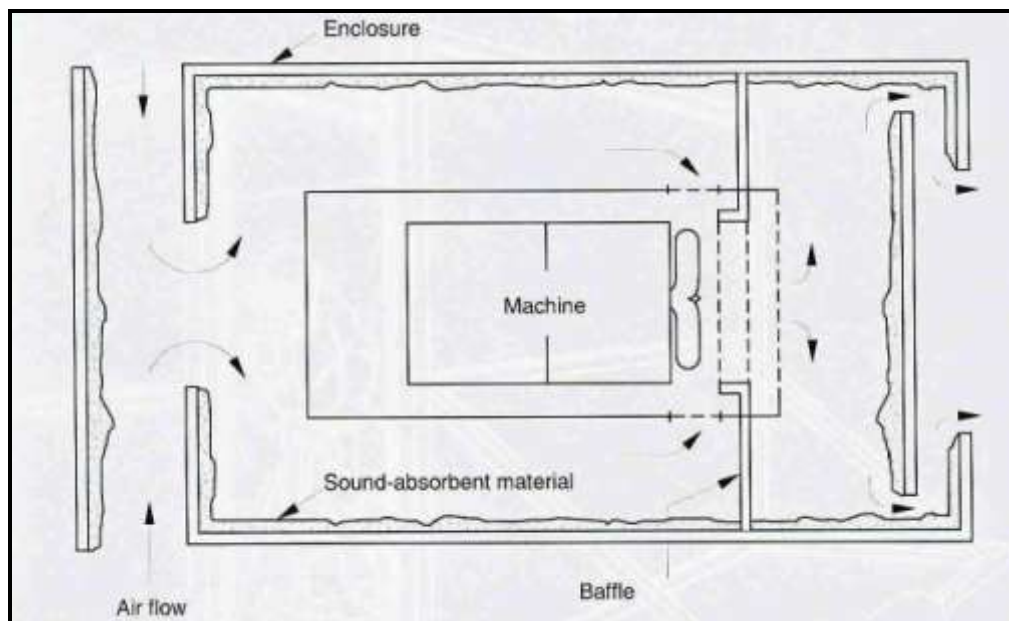 Enclosure
Machine
Sound-absorbent material
Baffle
Air flow